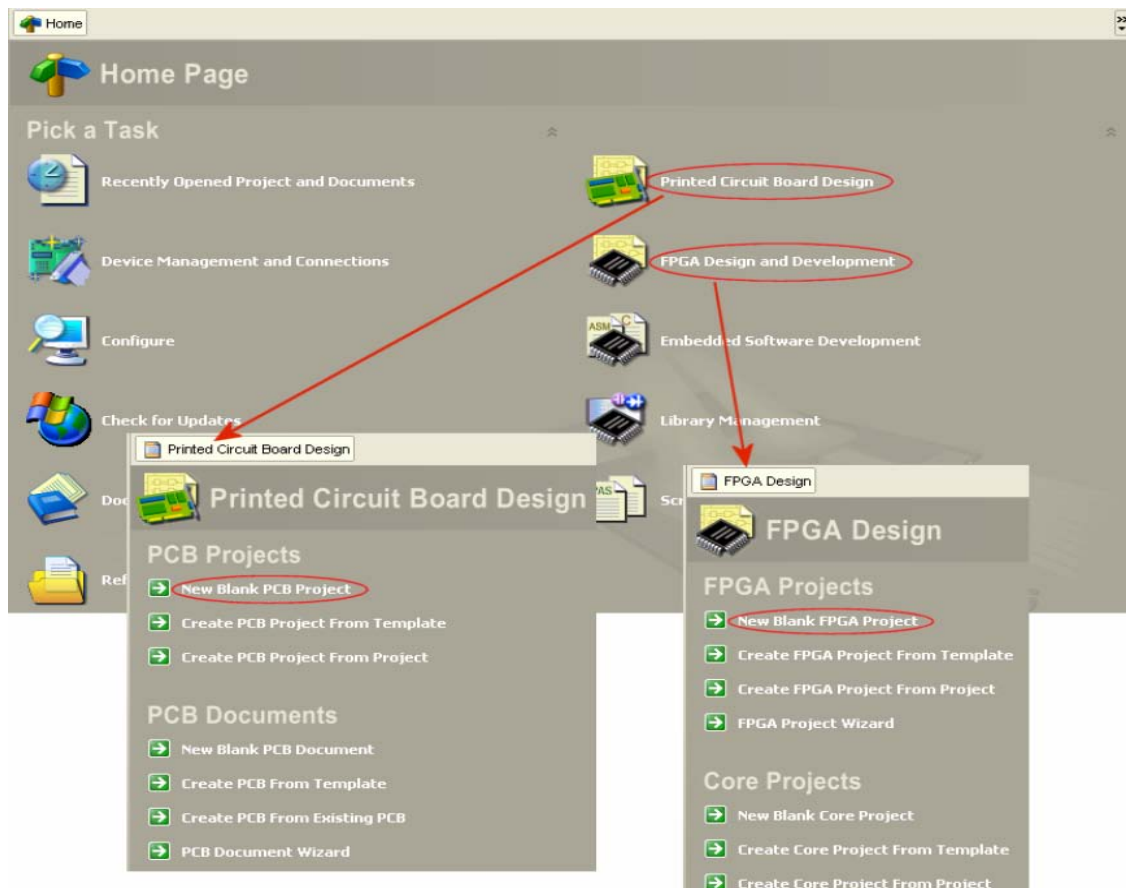 Home
Home Page
Pick a Task
Recently Opened Project and Documents
Device Management and Connections
Configure
Check for Updates
Doc
Ref
Printed Circuit Board Design
FPGA Design and Development
ASM C
Embedded Software Development
Library Management
PAS
Scr
Printed Circuit Board Design
Printed Circuit Board Design
PCB Projects
New Blank PCB Project
Create PCB Project From Template
Create PCB Project From Project
PCB Documents
New Blank PCB Document
Create PCB From Template
Create PCB From Existing PCB
PCB Document Wizard
FPGA Design
FPGA Design
FPGA Projects
New Blank FPGA Project
Create FPGA Project From Template
Create FPGA Project From Project
FPGA Project Wizard
Core Projects
New Blank Core Project
Create Core Project From Template
Create Core Project From Project